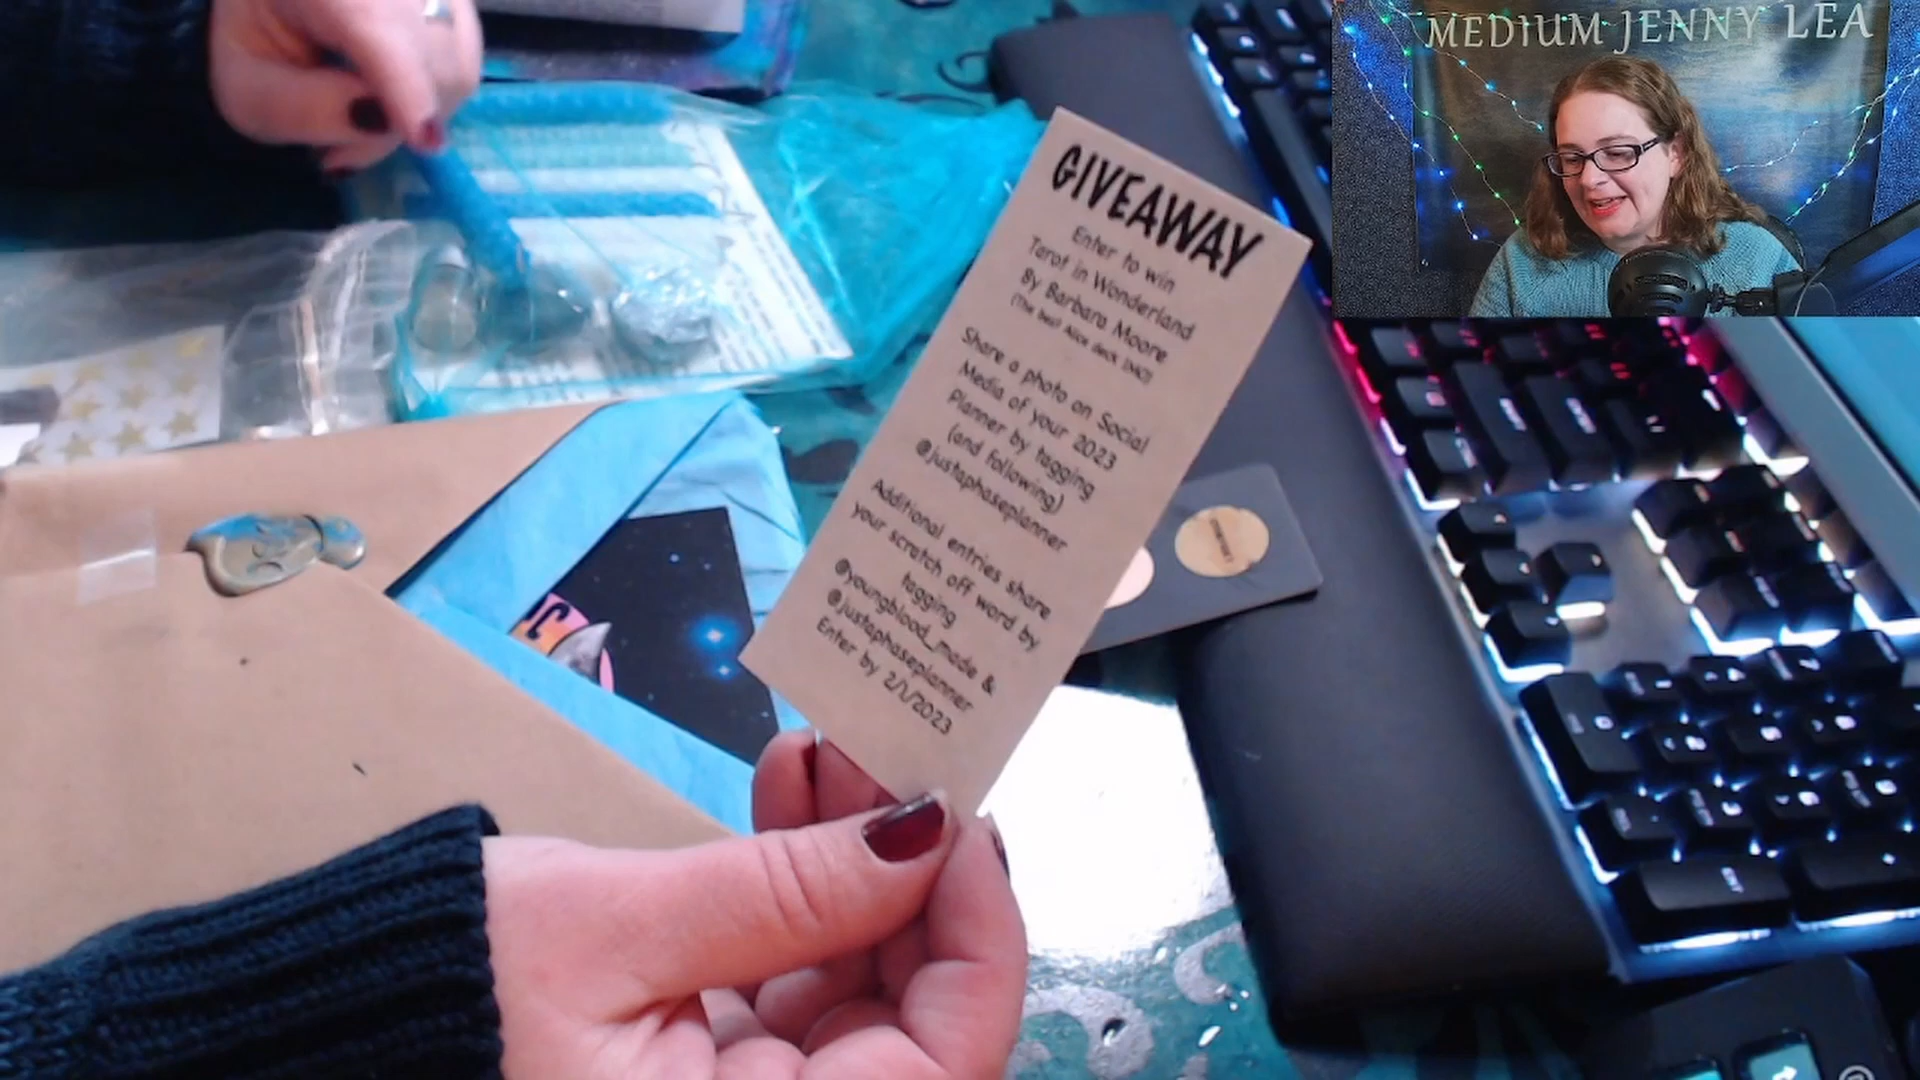 MEDIUM JENNY LEA
GIVEAWAY
Enter to win
Tarot in Wonderland
By Barbara Moore
(The best Alice deck IMO)
Share a photo on Social
Media of your 2023
Planner by tagging
(and following)
@justaphaseplanner
Additional entries share
your scratch off word by
tagging
@youngblood_made &
@justaphaseplanner
Enter by 2/1/2023